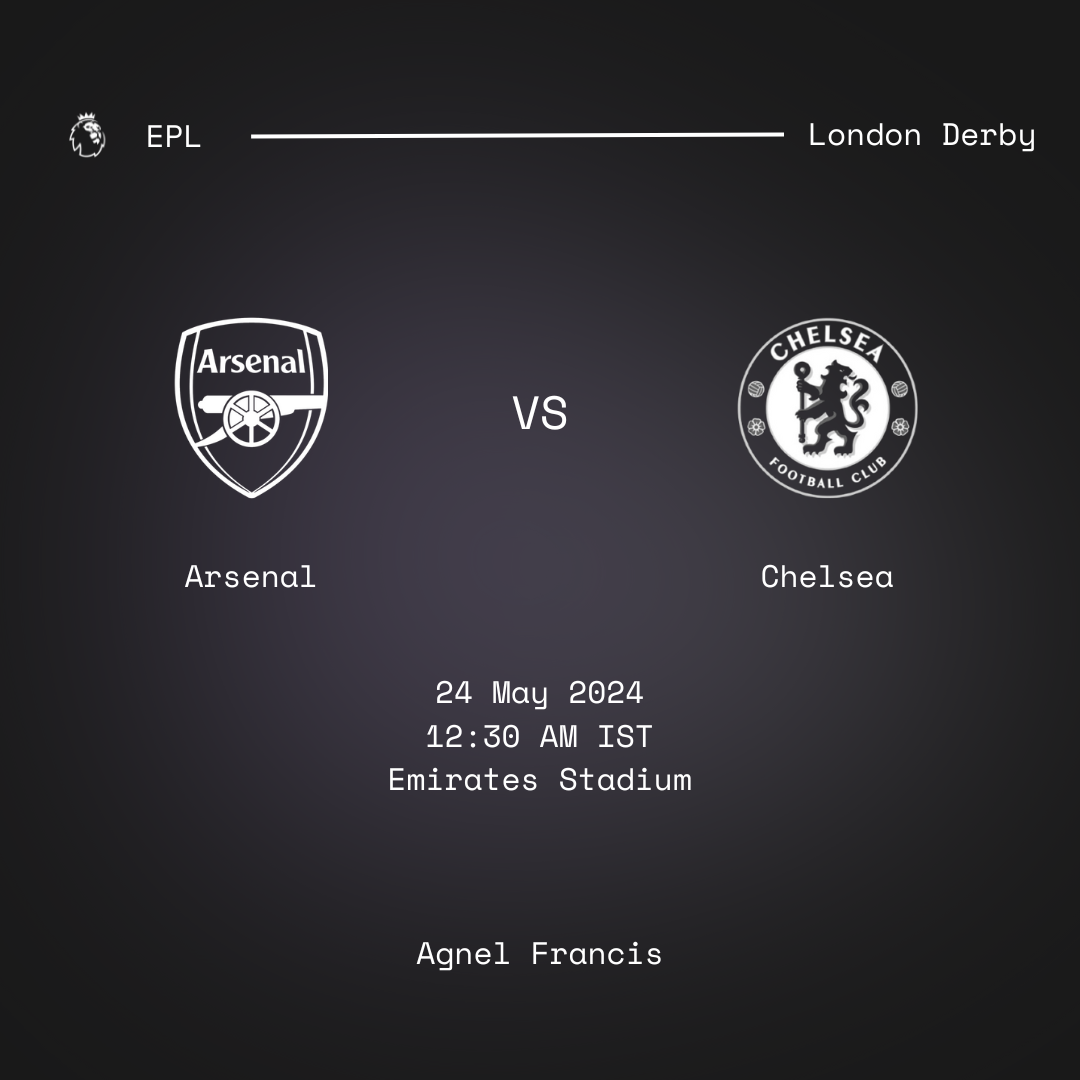 EPL
London Derby
Arsenal
CHELSEA
FOOTBALL CLUB
VS
Arsenal
Chelsea
24 May 2024
12:30 AM IST
Emirates Stadium
Agnel Francis